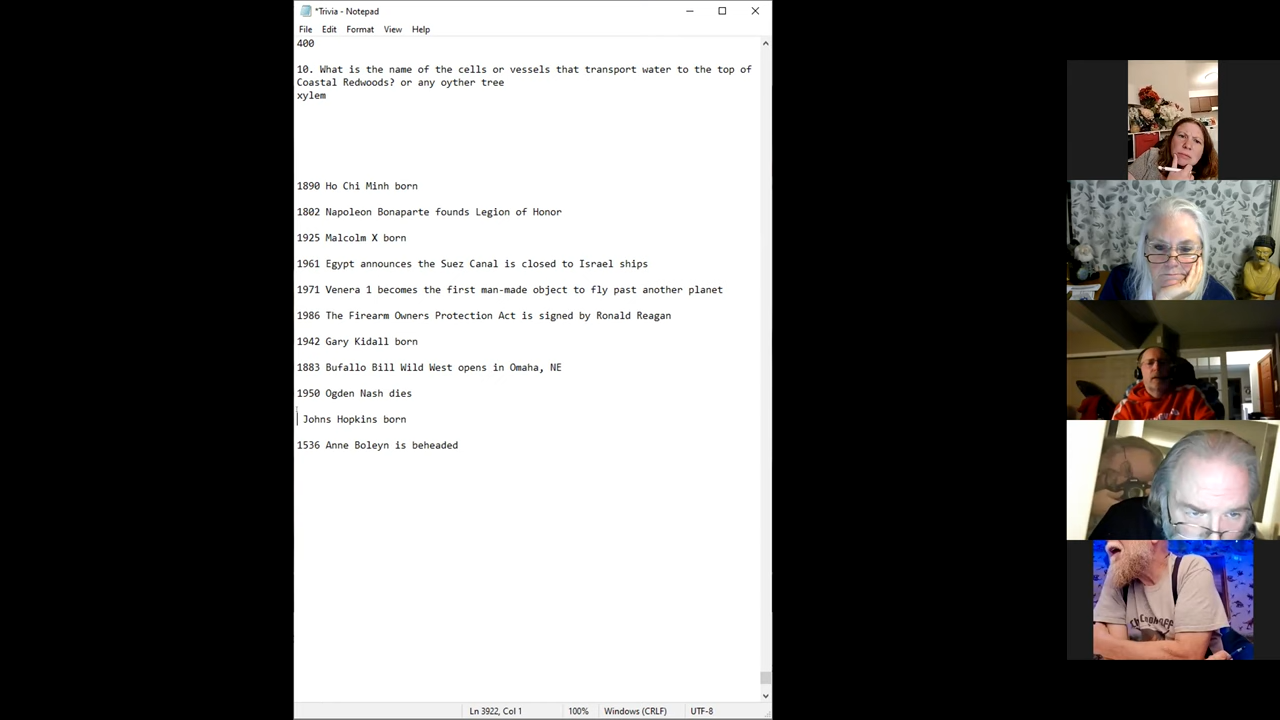 *Trivia - Notepad
File Edit Format View Help
400
10. What is the name of the cells or vessels that transport water to the top of
Coastal Redwoods? or any oyther tree
xylem
1890 Ho Chi Minh born
1802 Napoleon Bonaparte founds Legion of Honor
1925 Malcolm X born
1961 Egypt announces the Suez Canal is closed to Israel ships
1971 Venera 1 becomes the first man-made object to fly past another planet
1986 The Firearm Owners Protection Act is signed by Ronald Reagan
1942 Gary Kidall born
1883 Bufallo Bill Wild West opens in Omaha, NE
1950 Ogden Nash dies
Johns Hopkins born
1536 Anne Boleyn is beheaded
Ln 3922, Col 1 100% Windows (CRLF) UTF-8